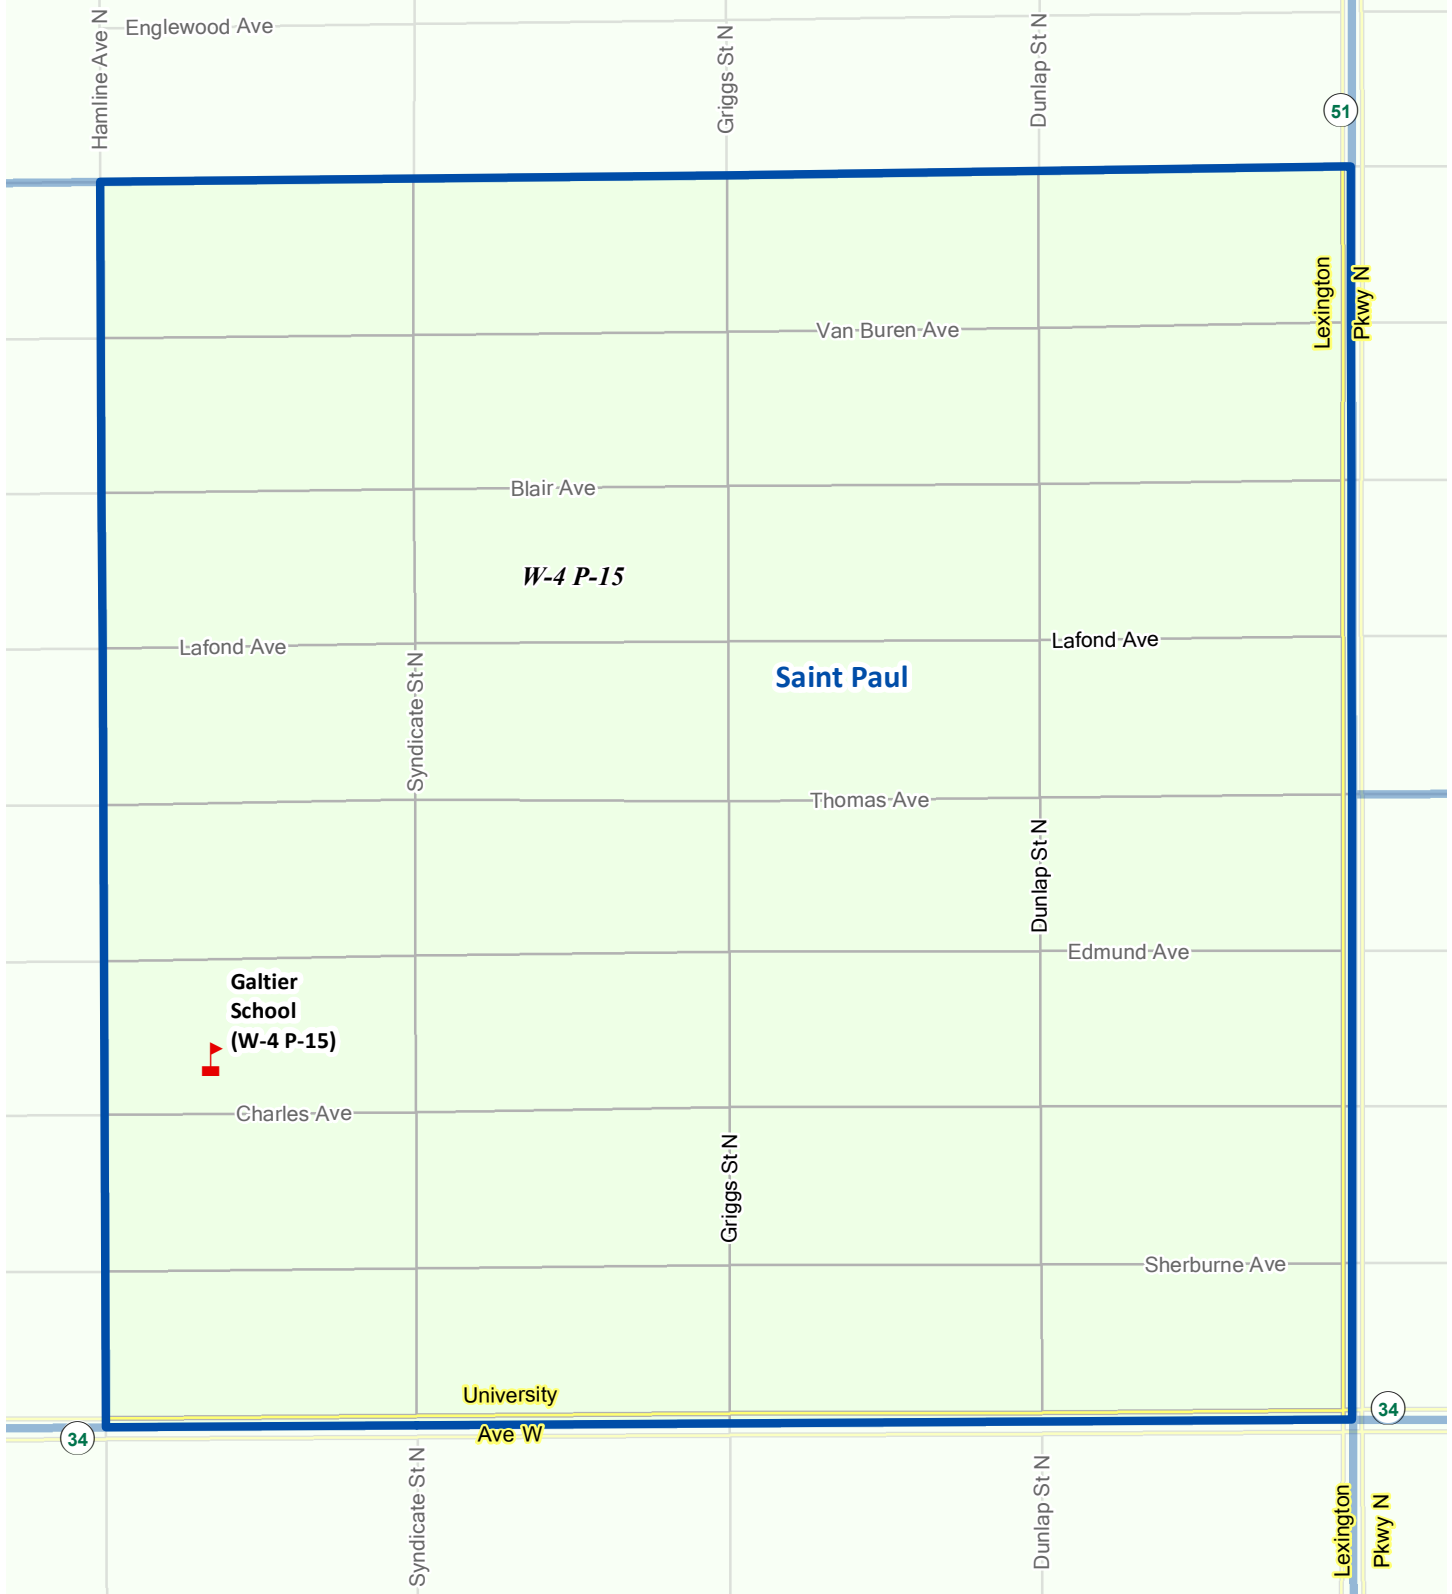 Hamline Ave N
Englewood Ave
Griggs St N
Dunlap St N
51
Lexington
Pkwy N
Van Buren Ave
Blair Ave
W-4 P-15
Lafond Ave
Lafond Ave
Saint Paul
Syndicate St N
Thomas Ave
Dunlap St N
Edmund Ave
Galtier
School
(W-4 P-15)
Charles Ave
Griggs St N
Sherburne Ave
University
Ave W
34
34
Syndicate St N
Dunlap St N
Lexington
Pkwy N